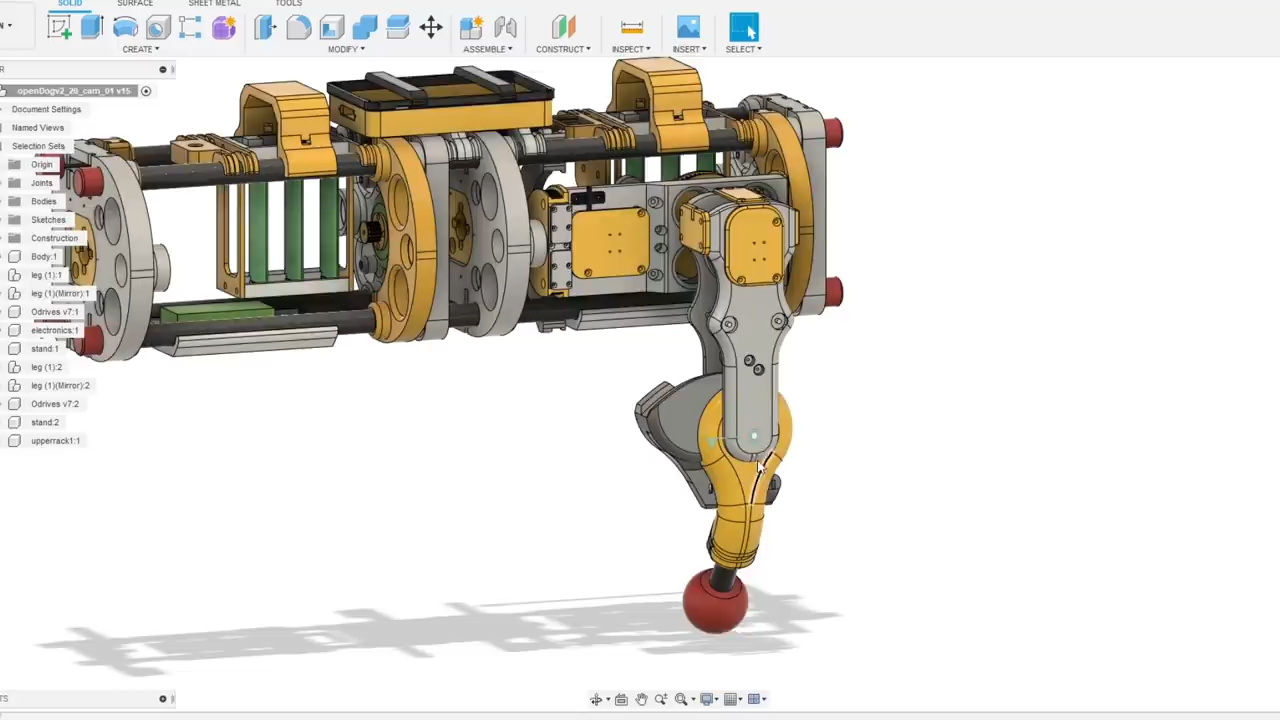 SOLID SURFACE SHEET METAL TOOLS
CREATE MODIFY ASSEMBLE CONSTRUCT INSPECT INSERT SELECT
openDogv2_20_cam_01 v15
Document Settings
Named Views
Selection Sets
Origin
Joints
Bodies
Sketches
Construction
Body:1
leg (1):1
leg (1)(Mirror):1
Odrives v7:1
electronics:1
stand:1
leg (1):2
leg (1)(Mirror):2
Odrives v7:2
stand:2
upperrack1:1